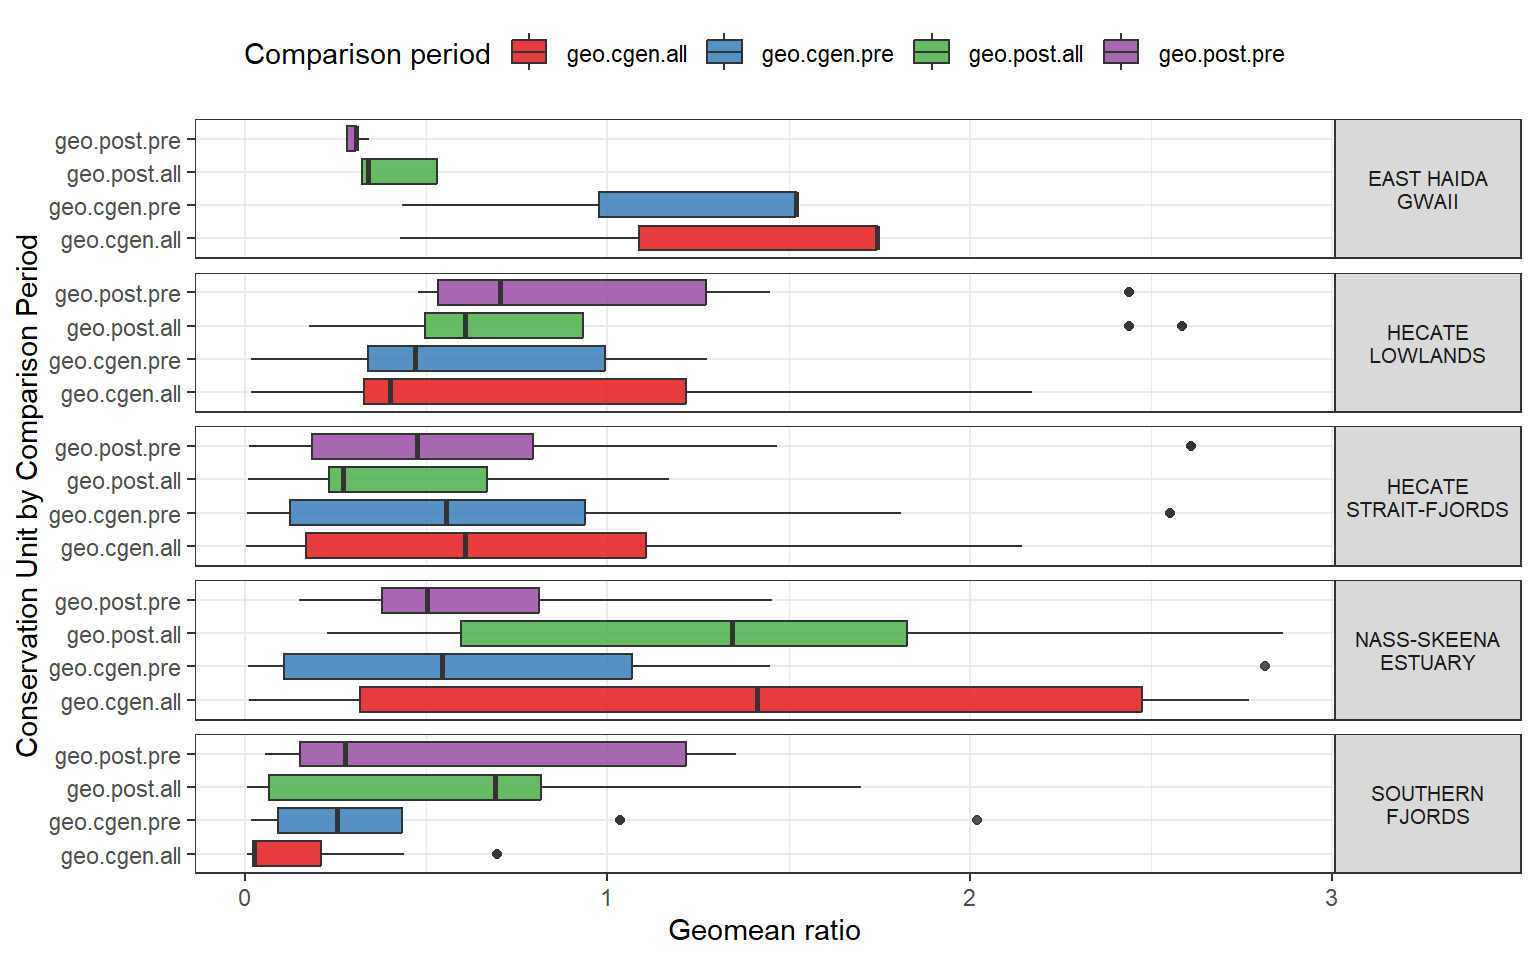 Comparison period geo.cgen.all geo.cgen.pre geo.post.all geo.post.pre
Conservation Unit by Comparison Period
geo.post.pre
geo.post.all
geo.cgen.pre
geo.cgen.all
EAST HAIDA
GWAII
geo.post.pre
geo.post.all
geo.cgen.pre
geo.cgen.all
HECATE
LOWLANDS
geo.post.pre
geo.post.all
geo.cgen.pre
geo.cgen.all
HECATE
STRAIT-FJORDS
geo.post.pre
geo.post.all
geo.cgen.pre
geo.cgen.all
NASS-SKEENA
ESTUARY
geo.post.pre
geo.post.all
geo.cgen.pre
geo.cgen.all
SOUTHERN
FJORDS
0 1 2 3
Geomean ratio